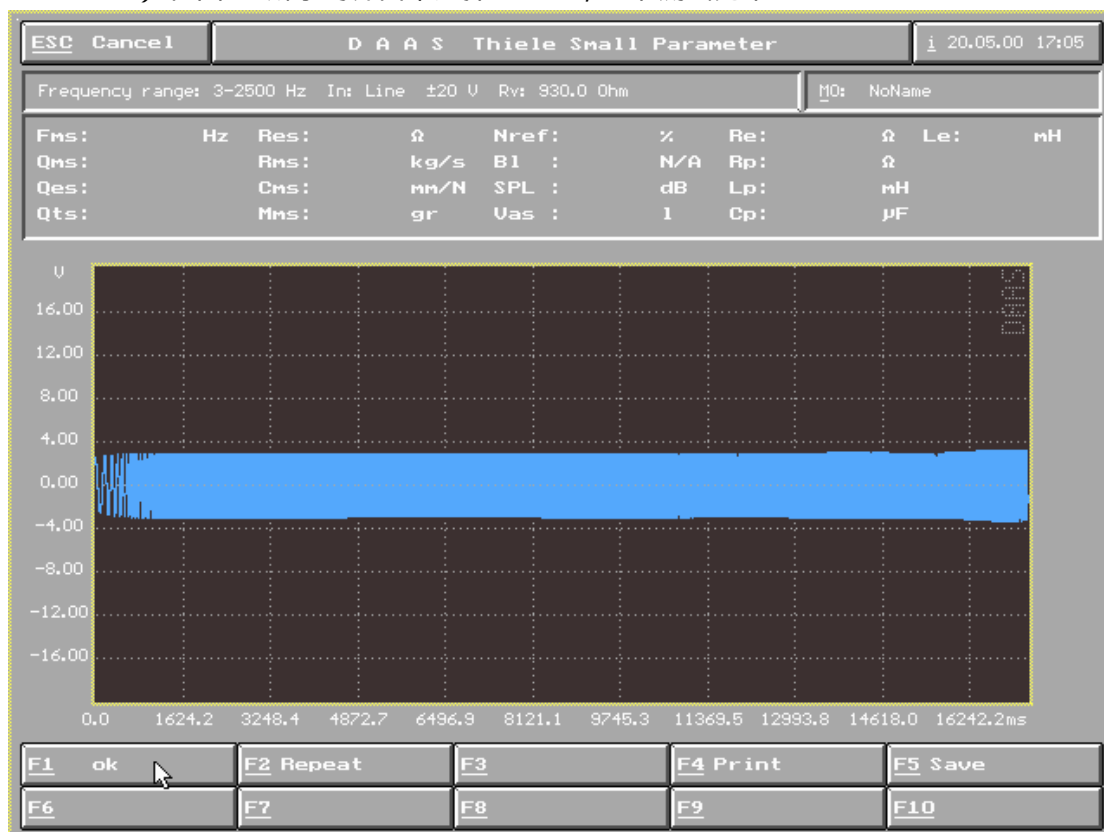 ESC Cancel
D A A S Thiele Small Parameter
i 20.05.00 17:05
Frequency range: 3-2500 Hz In: Line ±20 V Rv: 930.0 Ohm
MO: NoName
Fms: Hz Res: Ω Nref: % Re: Ω Le: mH
Qms: Rms: kg/s Bl : N/A Rp: Ω
Qes: Cms: mm/N SPL : dB Lp: mH
Qts: Mms: gr Vas : l Cp: µF
V
DAAS
16.00
12.00
8.00
4.00
0.00
-4.00
-8.00
-12.00
-16.00
0.0 1624.2 3248.4 4872.7 6496.9 8121.1 9745.3 11369.5 12993.8 14618.0 16242.2ms
F1 ok F2 Repeat F3 F4 Print F5 Save
F6 F7 F8 F9 F10